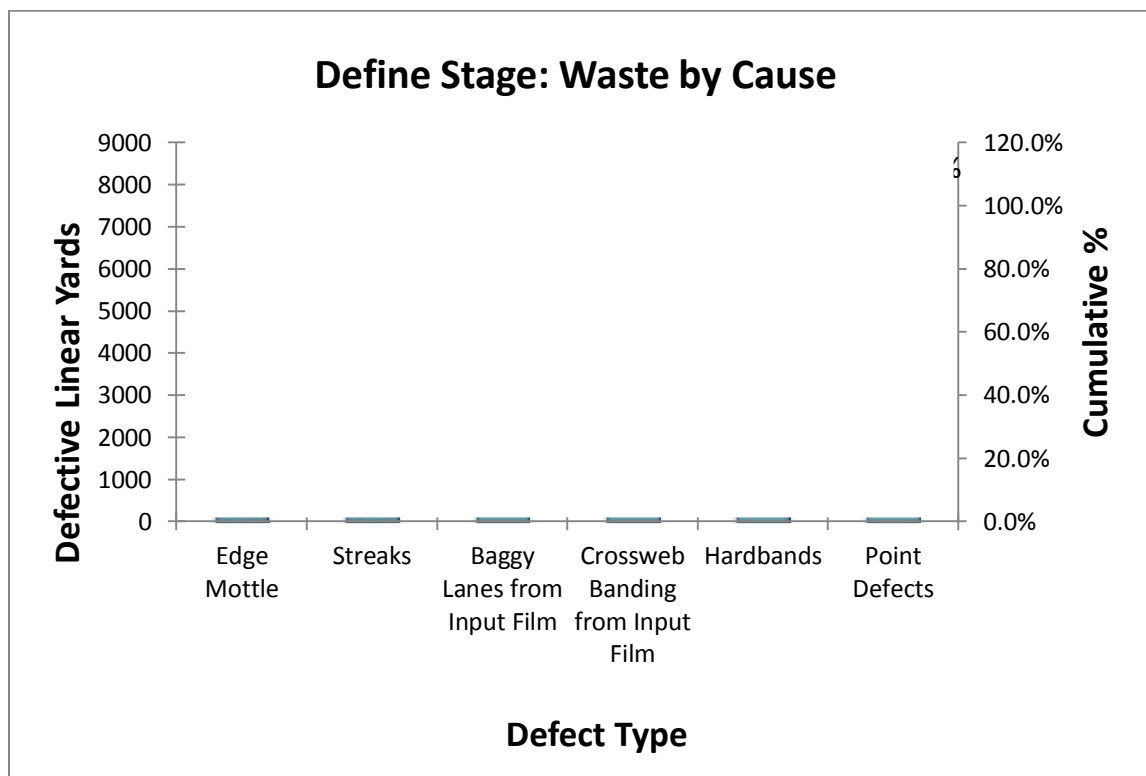 Define Stage: Waste by Cause
9000
8000
7000
6000
5000
4000
3000
2000
1000
0
Defective Linear Yards
120.0%
100.0%
80.0%
60.0%
40.0%
20.0%
0.0%
Cumulative %
Edge
Mottle
Streaks
Baggy
Lanes from
Input Film
Crossweb
Banding
from Input
Film
Hardbands
Point
Defects
Defect Type